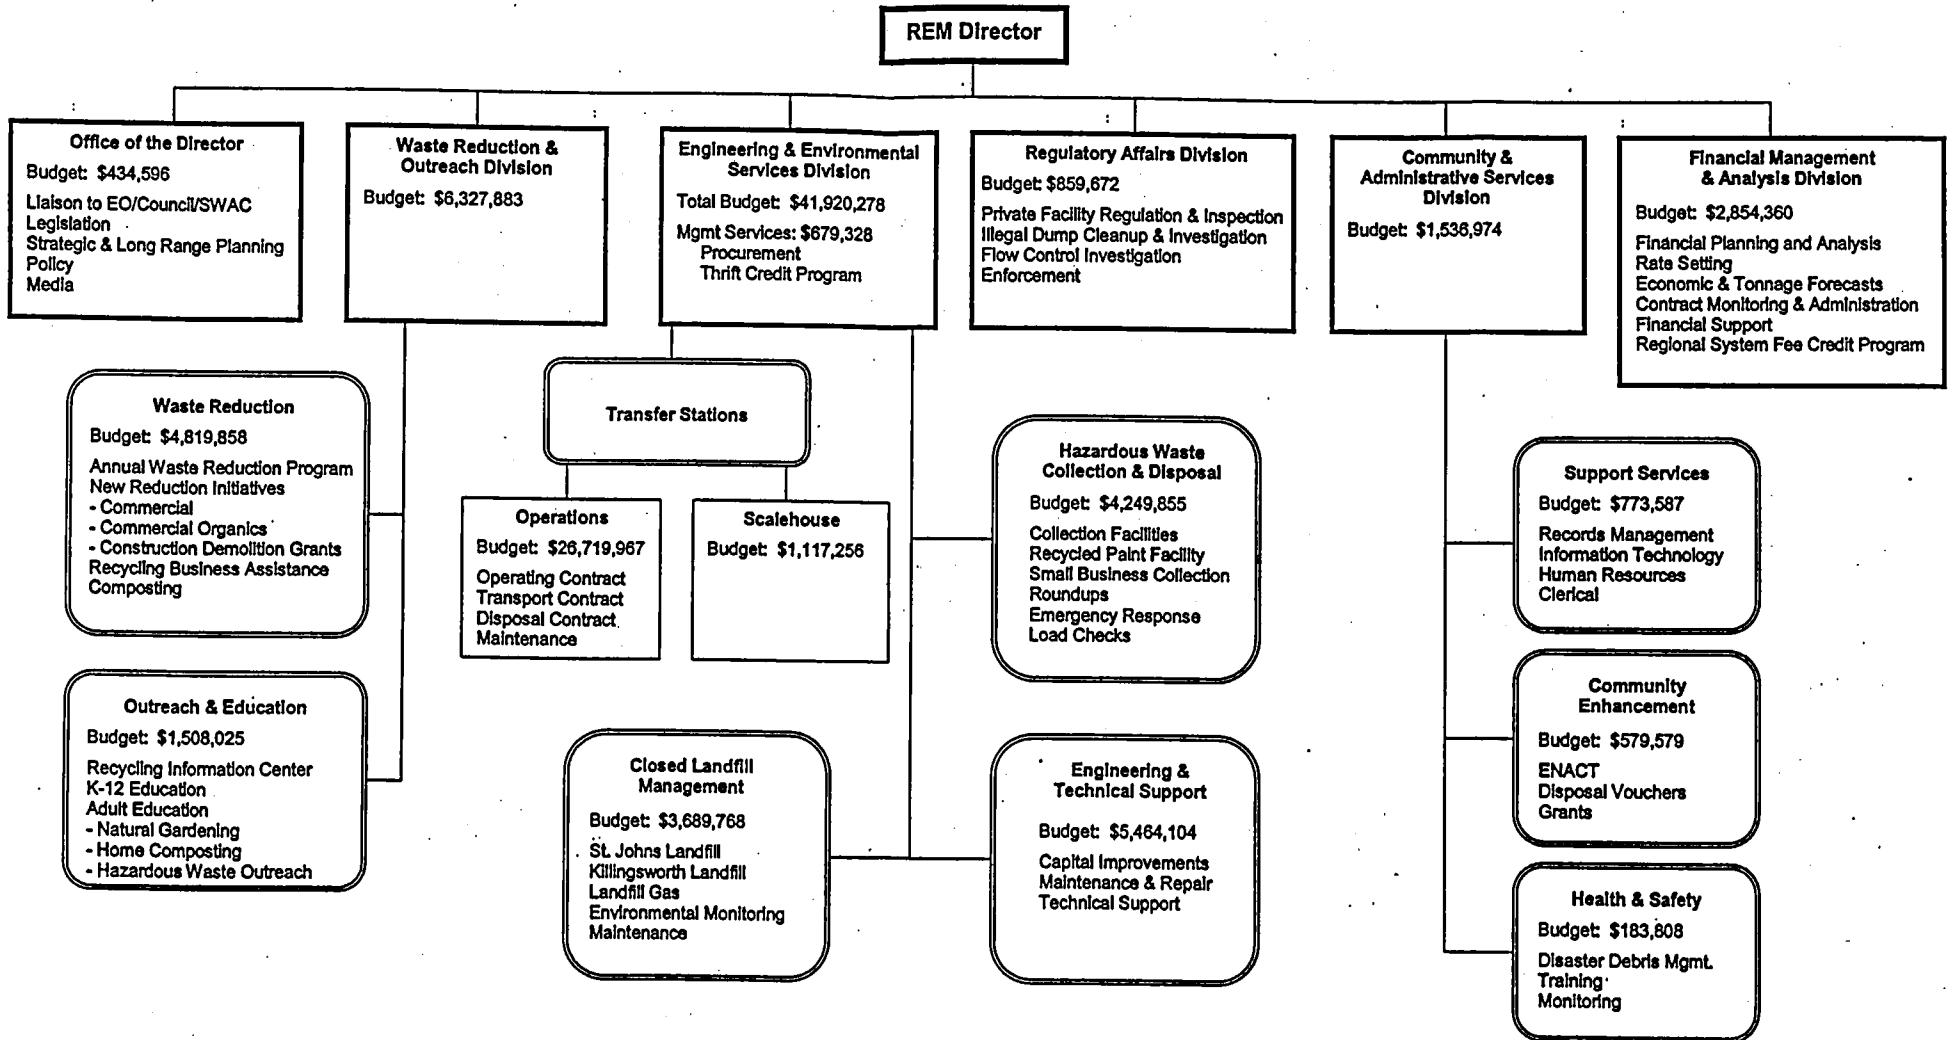 REM Director
Office of the Director
Budget: $434,596
Liaison to EO/Council/SWAC
Legislation
Strategic & Long Range Planning
Policy
Media
Waste Reduction &
Outreach Division
Budget: $6,327,883
Engineering & Environmental
Services Division
Total Budget: $41,920,278
Mgmt Services: $679,328
Procurement
Thrift Credit Program
Regulatory Affairs Division
Budget: $859,672
Private Facility Regulation & Inspection
Illegal Dump Cleanup & Investigation
Flow Control Investigation
Enforcement
Community &
Administrative Services
Division
Budget: $1,536,974
Financial Management
& Analysis Division
Budget: $2,854,360
Financial Planning and Analysis
Rate Setting
Economic & Tonnage Forecasts
Contract Monitoring & Administration
Financial Support
Regional System Fee Credit Program
Waste Reduction
Budget: $4,819,858
Annual Waste Reduction Program
New Reduction Initiatives
- Commercial
- Commercial Organics
- Construction Demolition Grants
Recycling Business Assistance
Composting
Outreach & Education
Budget: $1,508,025
Recycling Information Center
K-12 Education
Adult Education
- Natural Gardening
- Home Composting
- Hazardous Waste Outreach
Transfer Stations
Operations
Budget: $26,719,967
Operating Contract
Transport Contract
Disposal Contract
Maintenance
Scalehouse
Budget: $1,117,256
Closed Landfill
Management
Budget: $3,689,768
St. Johns Landfill
Killingsworth Landfill
Landfill Gas
Environmental Monitoring
Maintenance
Hazardous Waste
Collection & Disposal
Budget: $4,249,855
Collection Facilities
Recycled Paint Facility
Small Business Collection
Roundups
Emergency Response
Load Checks
Engineering &
Technical Support
Budget: $5,464,104
Capital Improvements
Maintenance & Repair
Technical Support
Support Services
Budget: $773,587
Records Management
Information Technology
Human Resources
Clerical
Community
Enhancement
Budget: $579,579
ENACT
Disposal Vouchers
Grants
Health & Safety
Budget: $183,808
Disaster Debris Mgmt.
Training
Monitoring